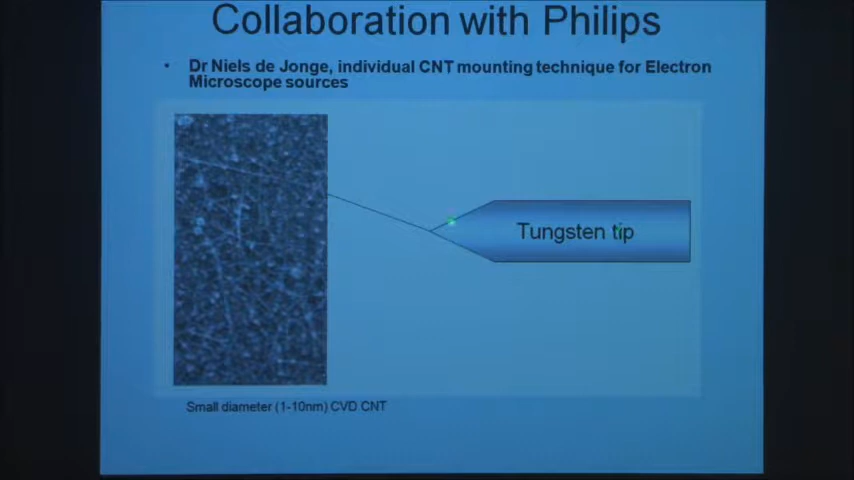 Collaboration with Philips
• Dr Niels de Jonge, individual CNT mounting technique for Electron
Microscope sources
Tungsten tip
Small diameter (1-10nm) CVD CNT